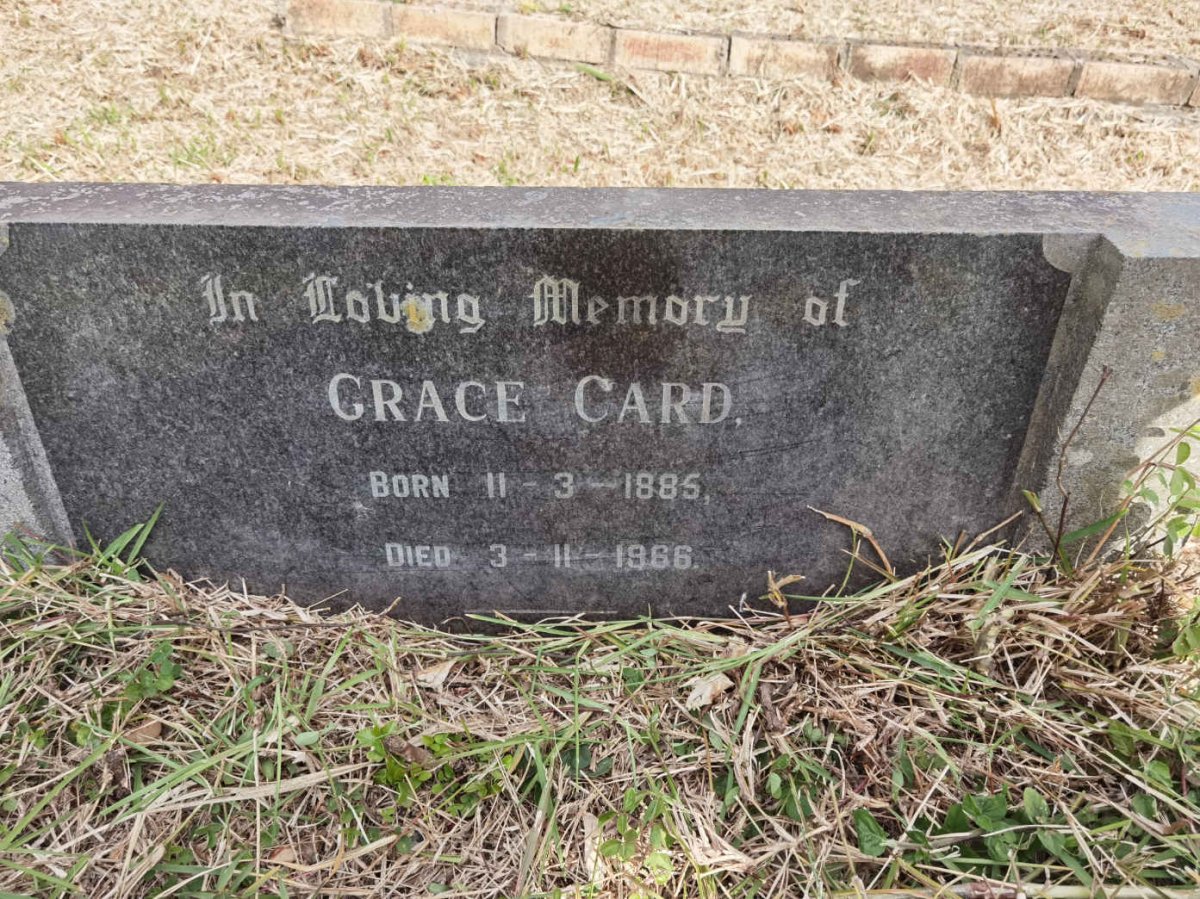 In Loving Memory of
GRACE CARD,
BORN 11 - 3 - 1885,
DIED 3 - 11 - 1966.